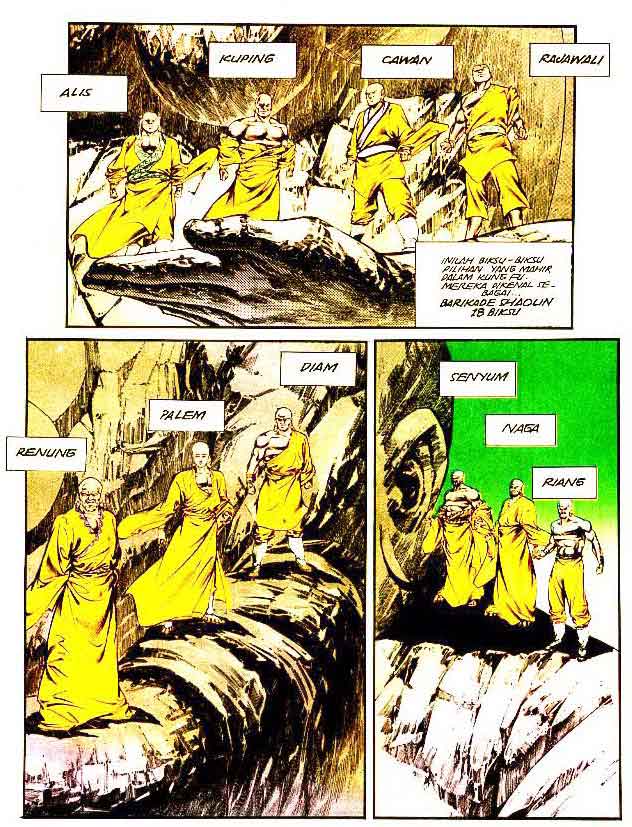 ALIS
KUPING
CAWAN
RAJAWALI
INILAH BIKSU-BIKSU
PILIHAN YANG MAHIR
DALAM KUNG FU.
MEREKA DIKENAL SE-
BAGAI...
BARIKADE SHAOLIN
18 BIKSU
RENUNG
PALEM
DIAM
SENYUM
NAGA
RIANG